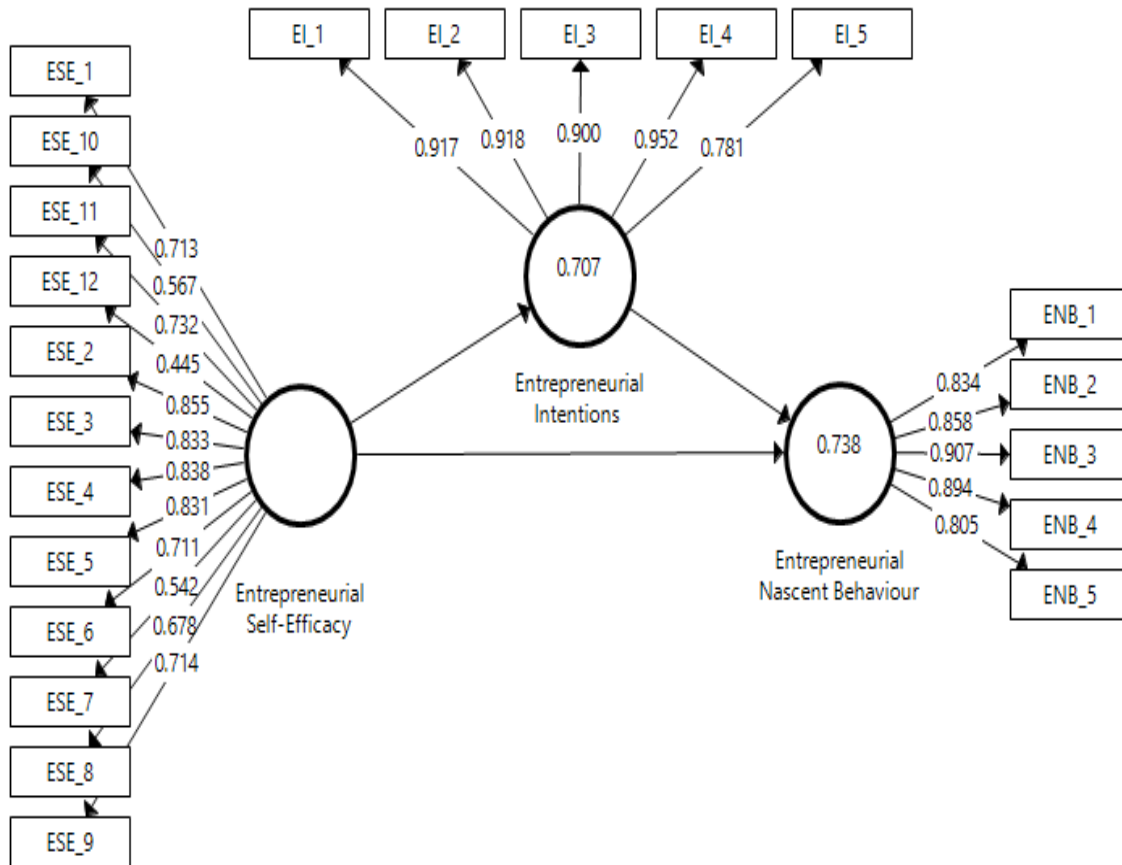 EI_1
EI_2
EI_3
EI_4
EI_5
0.917
0.918
0.900
0.952
0.781
ESE_1
ESE_10
ESE_11
ESE_12
ESE_2
ESE_3
ESE_4
ESE_5
ESE_6
ESE_7
ESE_8
ESE_9
0.713
0.567
0.732
0.445
0.855
0.833
0.838
0.831
0.711
0.542
0.678
0.714
Entrepreneurial
Self-Efficacy
0.707
Entrepreneurial
Intentions
0.738
Entrepreneurial
Nascent Behaviour
0.834
0.858
0.907
0.894
0.805
ENB_1
ENB_2
ENB_3
ENB_4
ENB_5